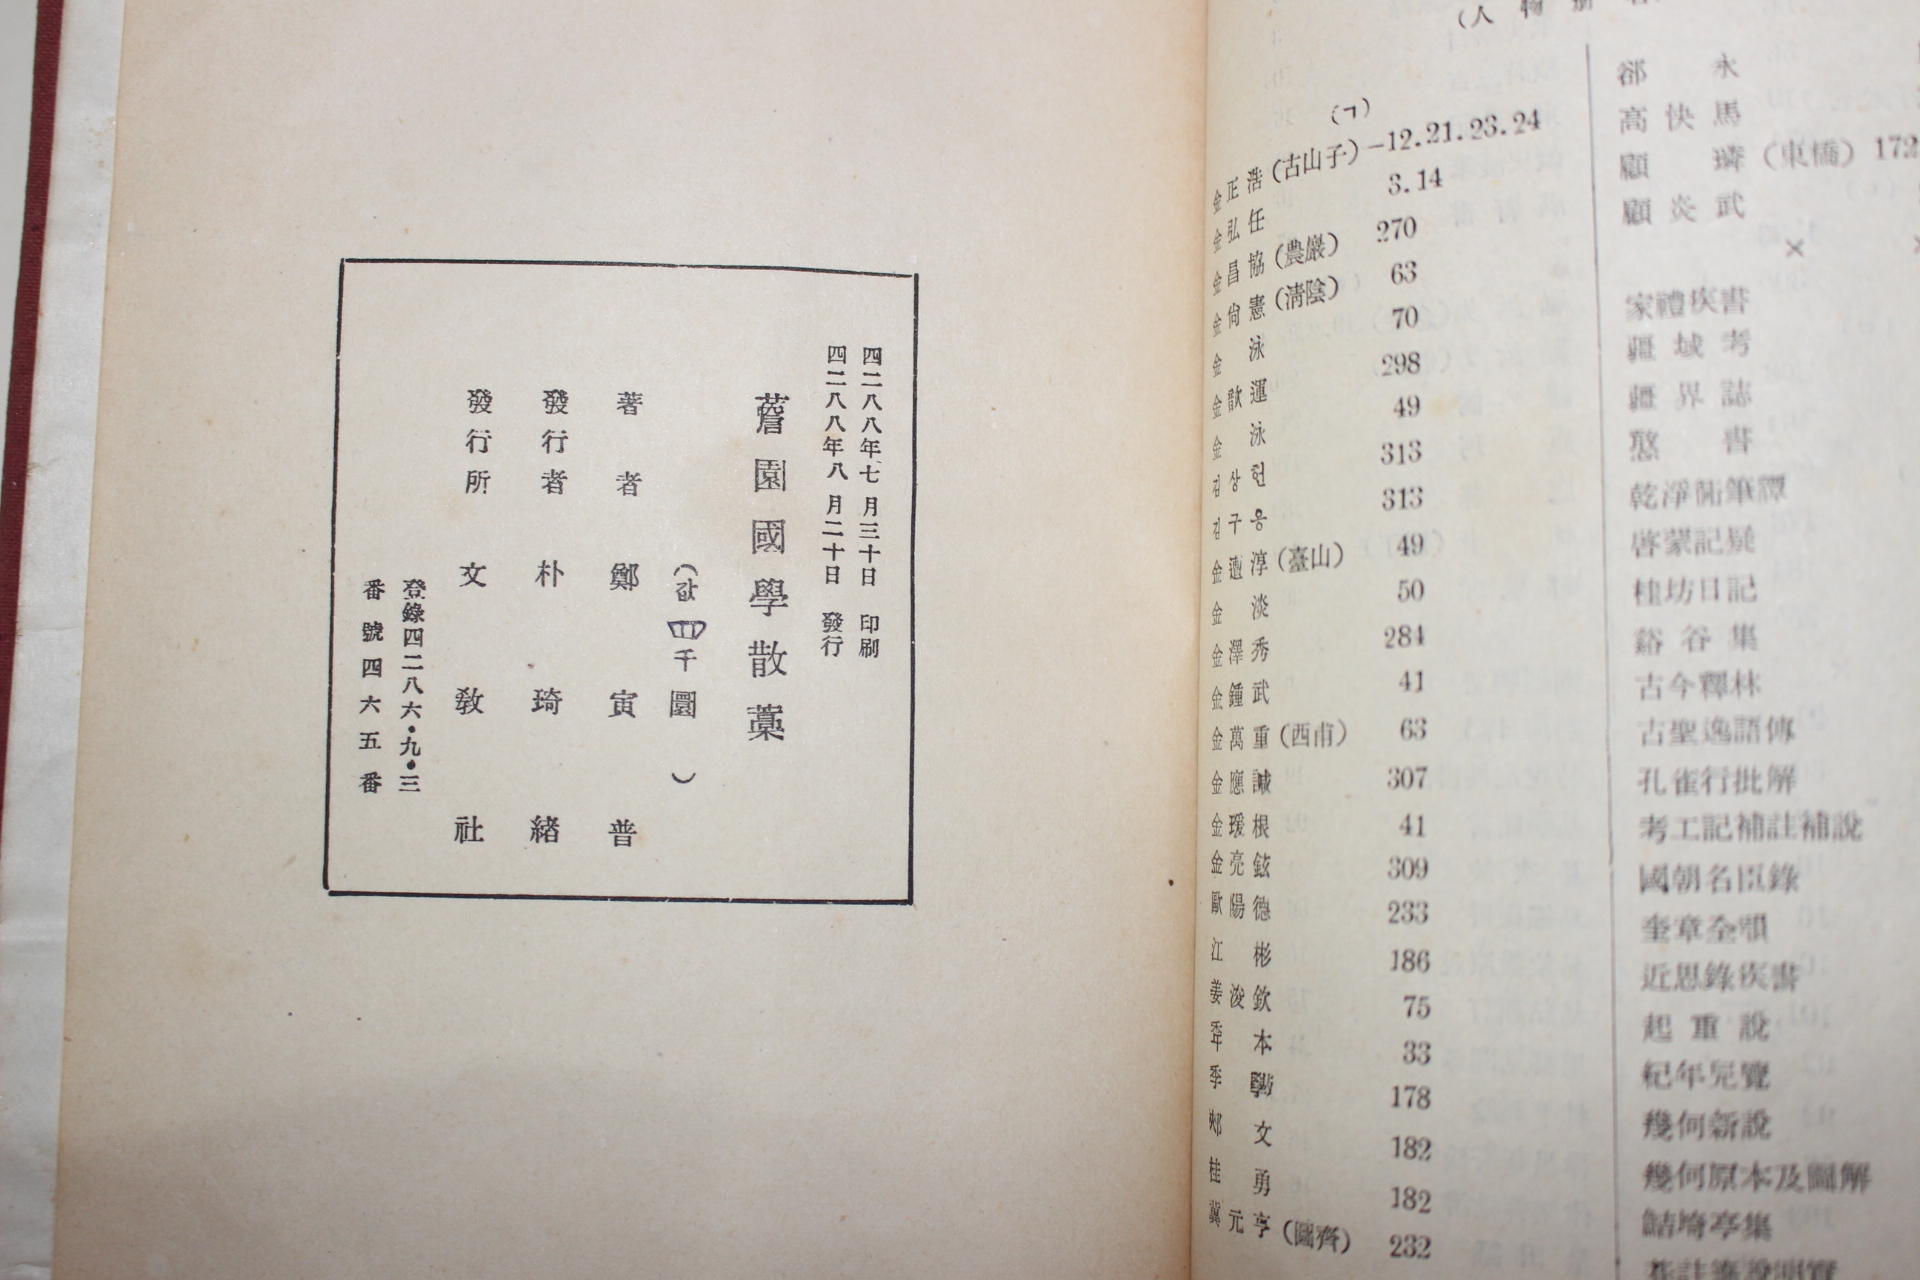 四二八八年七月三十日 印刷
四二八八年八月二十日 發行
薝園國學散藁
(값 四千圜 )
著者 鄭寅普
發行者 朴琦緖
發行所 文敎社
登錄四二八六・九・三
番號四六五番
(ㄱ)
金正浩(古山子)—12.21.23.24
金弘任 3.14
金昌協(農巖) 270
金尙憲(淸陰) 63
金泳 70
金歆運 298
金泳 49
김상헌 313
김구용 313
金邁淳(臺山) 49
金淡 50
金澤秀 284
金鍾武 41
金萬重(西甫) 63
金應諴 307
金瑗根 41
金亮鉉 309
歐陽德 233
江彬 186
姜浚欽 75
季本 33
季 178
郟文 182
桂勇 182
冀元亨(圖齊) 232
郤永
高快馬
顧璘(東橋) 172
顧炎武
×
家禮疾書
疆域考
疆界誌
憨書
乾淨衕筆譚
啓蒙記疑
桂坊日記
谿谷集
古今釋林
古聖逸語傳
孔雀行批解
考工記補註補說
國朝名臣錄
奎章全韻
近思錄疾書
起重說
紀年兒覽
幾何新說
幾何原本及圖解
鮚埼亭集